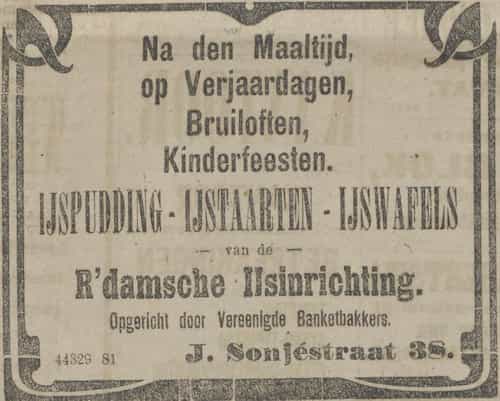 Na den Maaltijd,
op Verjaardagen,
Bruiloften,
Kinderfeesten.
IJSPUDDING - IJSTAARTEN - IJSWAFELS
— van de —
R'damsche IJsinrichting.
Opgericht door Vereenigde Banketbakkers.
44329 81 J. Sonjéstraat 38.